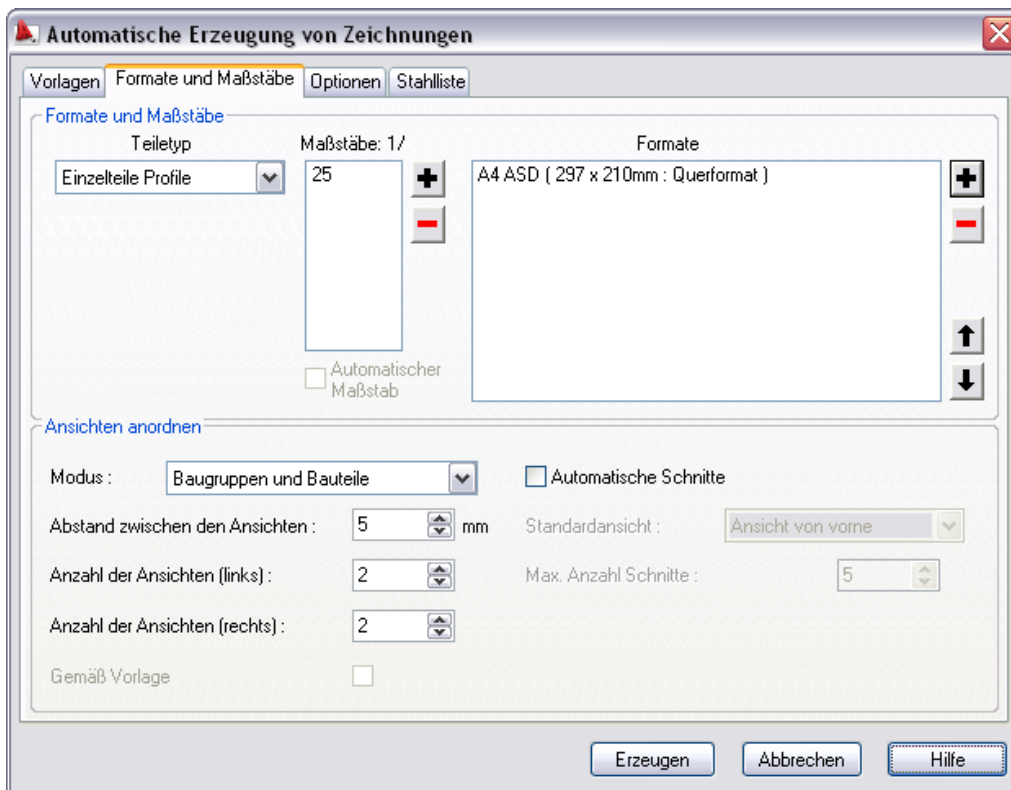 Automatische Erzeugung von Zeichnungen
Vorlagen Formate und Maßstäbe Optionen Stahlliste
Formate und Maßstäbe
Teiletyp Maßstäbe: 1/ Formate
Einzelteile Profile 25 A4 ASD ( 297 x 210mm : Querformat )
Automatischer
Maßstab
Ansichten anordnen
Modus : Baugruppen und Bauteile Automatische Schnitte
Abstand zwischen den Ansichten : 5 mm Standardansicht : Ansicht von vorne
Anzahl der Ansichten (links) : 2 Max. Anzahl Schnitte : 5
Anzahl der Ansichten (rechts) : 2
Gemäß Vorlage
Erzeugen Abbrechen Hilfe